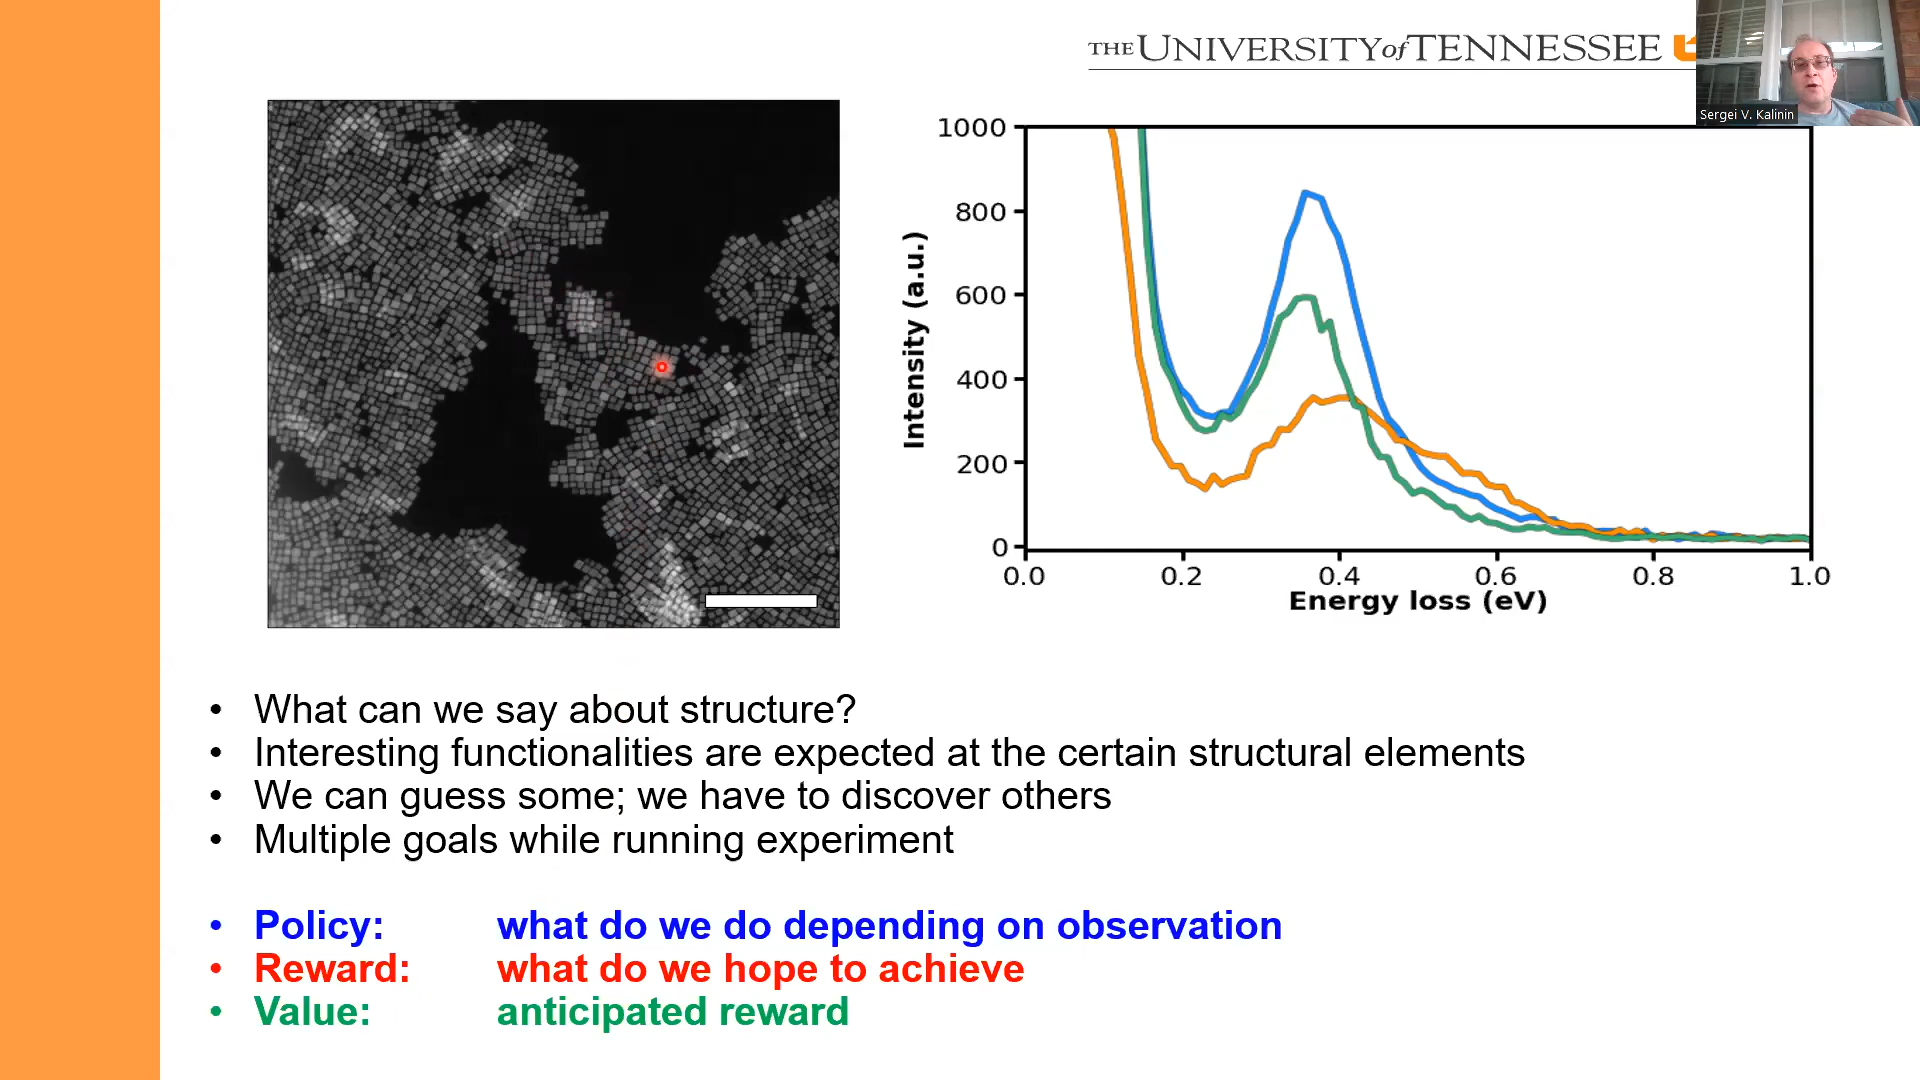 THE UNIVERSITY of TENNESSEE
Sergei V. Kalinin
1000
800
600
400
200
0
Intensity (a.u.)
0.0 0.2 0.4 0.6 0.8 1.0
Energy loss (eV)
• What can we say about structure?
• Interesting functionalities are expected at the certain structural elements
• We can guess some; we have to discover others
• Multiple goals while running experiment
• Policy: what do we do depending on observation
• Reward: what do we hope to achieve
• Value: anticipated reward